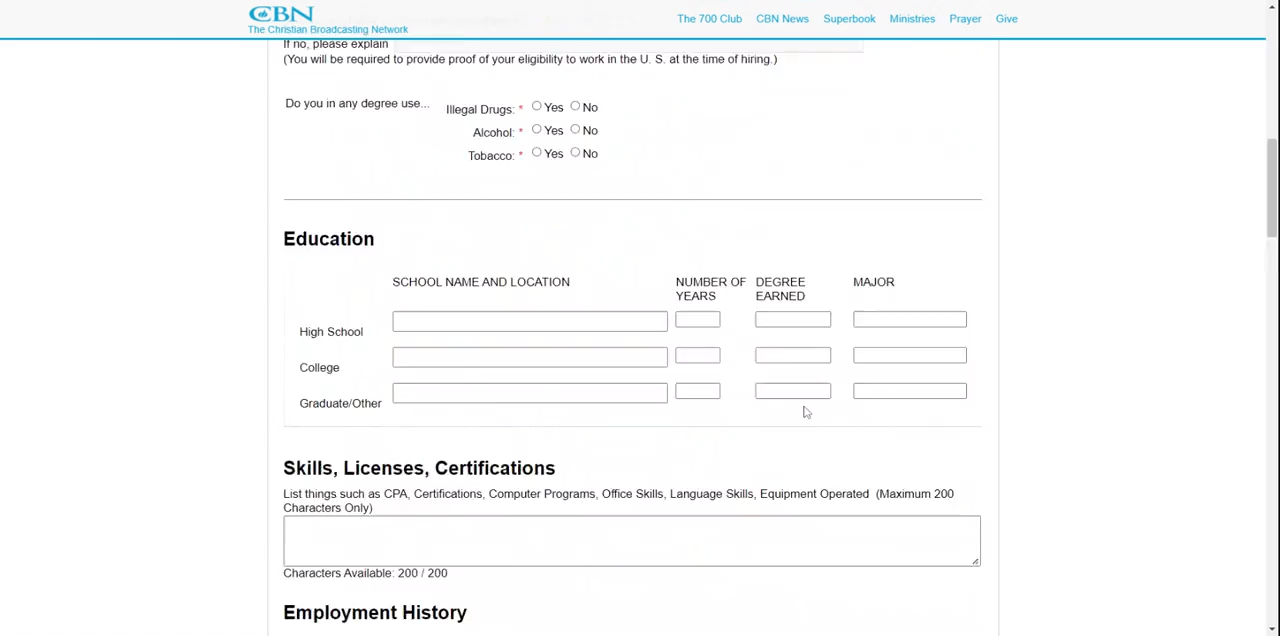 CBN
The Christian Broadcasting Network
The 700 Club CBN News Superbook Ministries Prayer Give
If no, please explain
(You will be required to provide proof of your eligibility to work in the U. S. at the time of hiring.)
Do you in any degree use...
Illegal Drugs: * Yes No
Alcohol: * Yes No
Tobacco: * Yes No
Education
SCHOOL NAME AND LOCATION NUMBER OF YEARS DEGREE EARNED MAJOR
High School
College
Graduate/Other
Skills, Licenses, Certifications
List things such as CPA, Certifications, Computer Programs, Office Skills, Language Skills, Equipment Operated (Maximum 200
Characters Only)
Characters Available: 200 / 200
Employment History